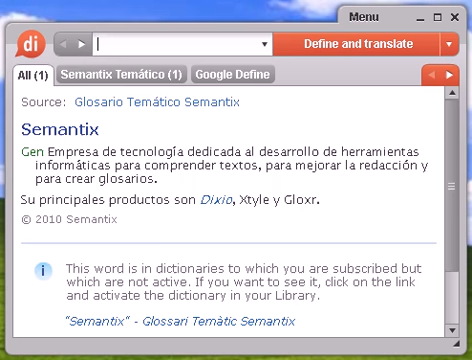 Menu
di
Define and translate
All (1)
Semantix Temático (1)
Google Define
Source: Glosario Temático Semantix
Semantix
Gen Empresa de tecnología dedicada al desarrollo de herramientas
informáticas para comprender textos, para mejorar la redacción y
para crear glosarios.
Su principales productos son Dixio, Xtyle y Gloxr.
© 2010 Semantix
i
This word is in dictionaries to which you are subscribed but
which are not active. If you want to see it, click on the link
and activate the dictionary in your Library.
"Semantix" - Glossari Temàtic Semantix